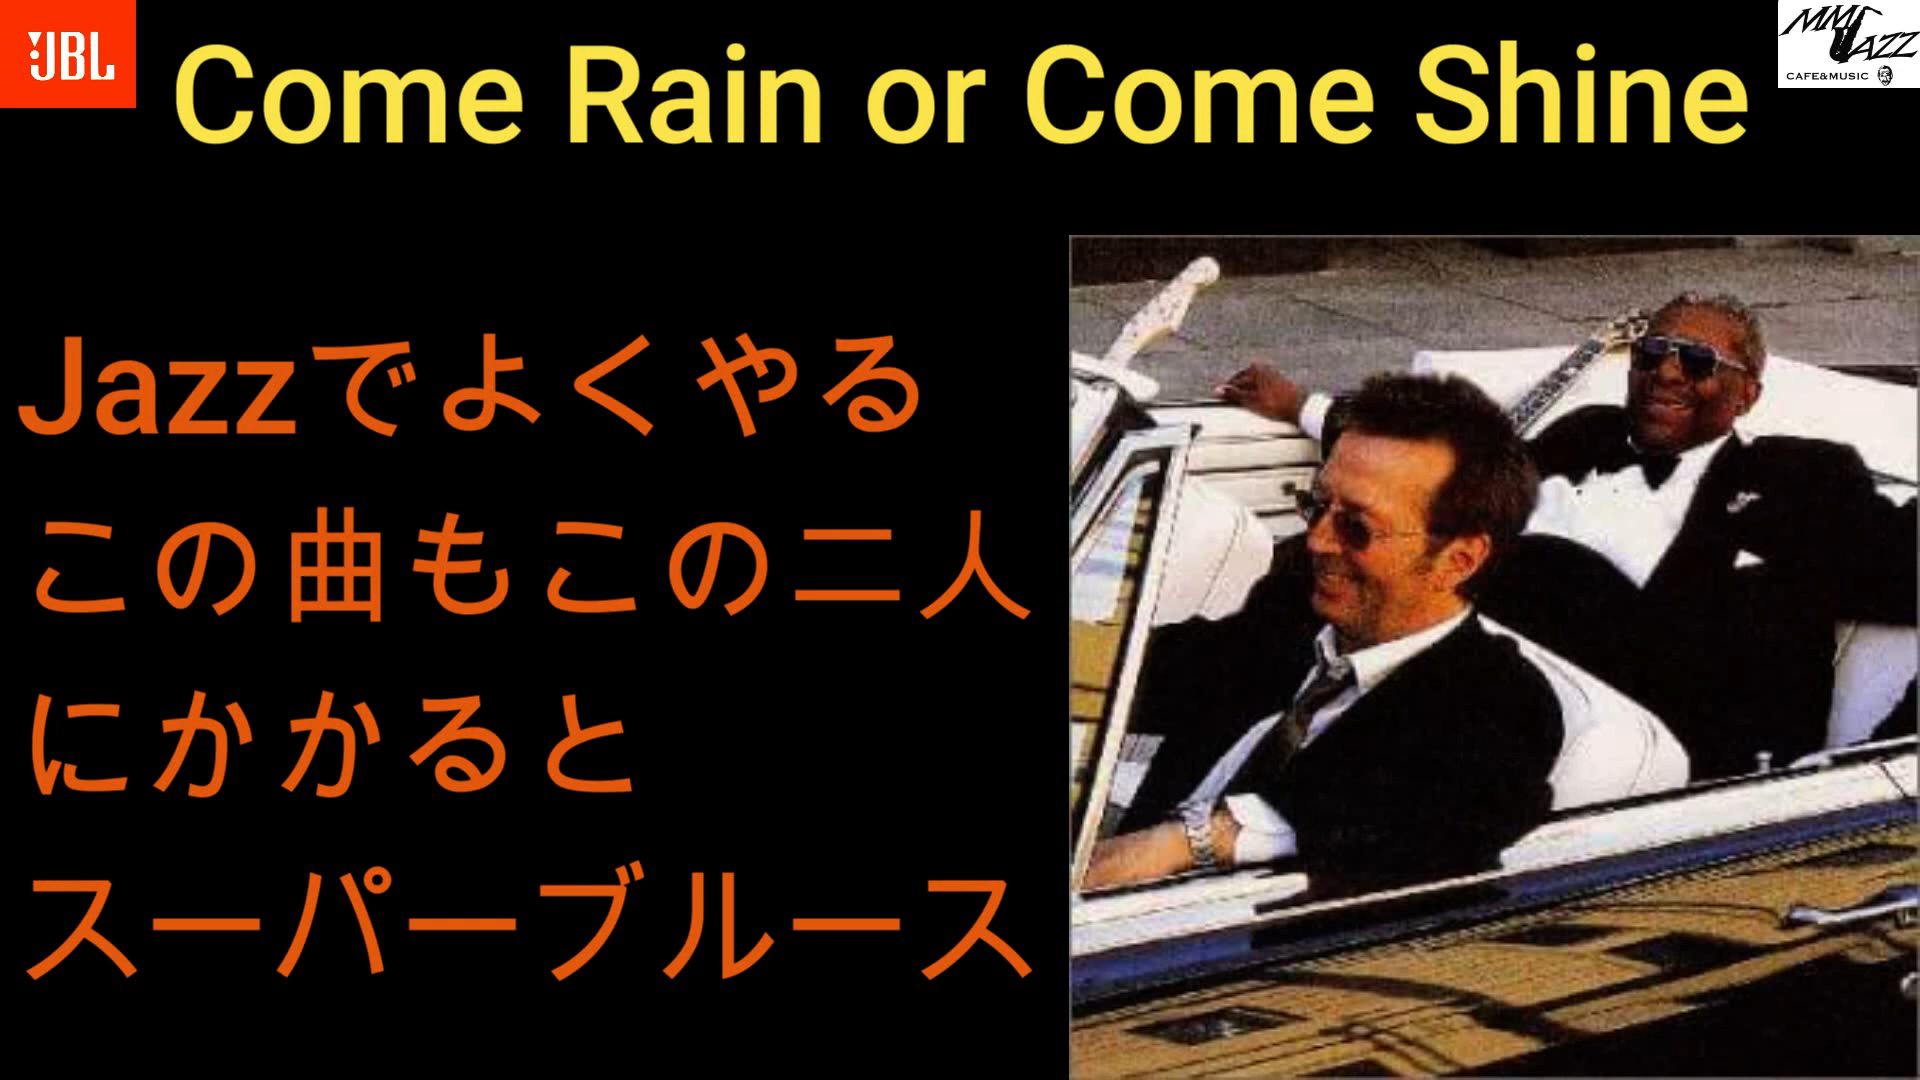 JBL
Come Rain or Come Shine
MMJAZZ
CAFE&MUSIC
Jazzでよくやる
この曲もこの二人
にかかると
スーパーブルース